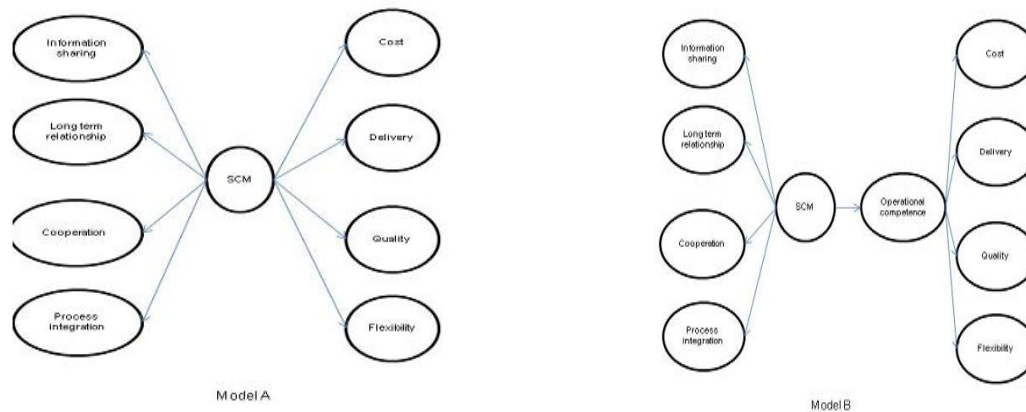 Information
sharing
Long term
relationship
Cooperation
Process
integration
SCM
Cost
Delivery
Quality
Flexibility
Model A
Information
sharing
Long term
relationship
Cooperation
Process
integration
SCM
Operational
competence
Cost
Delivery
Quality
Flexibility
Model B